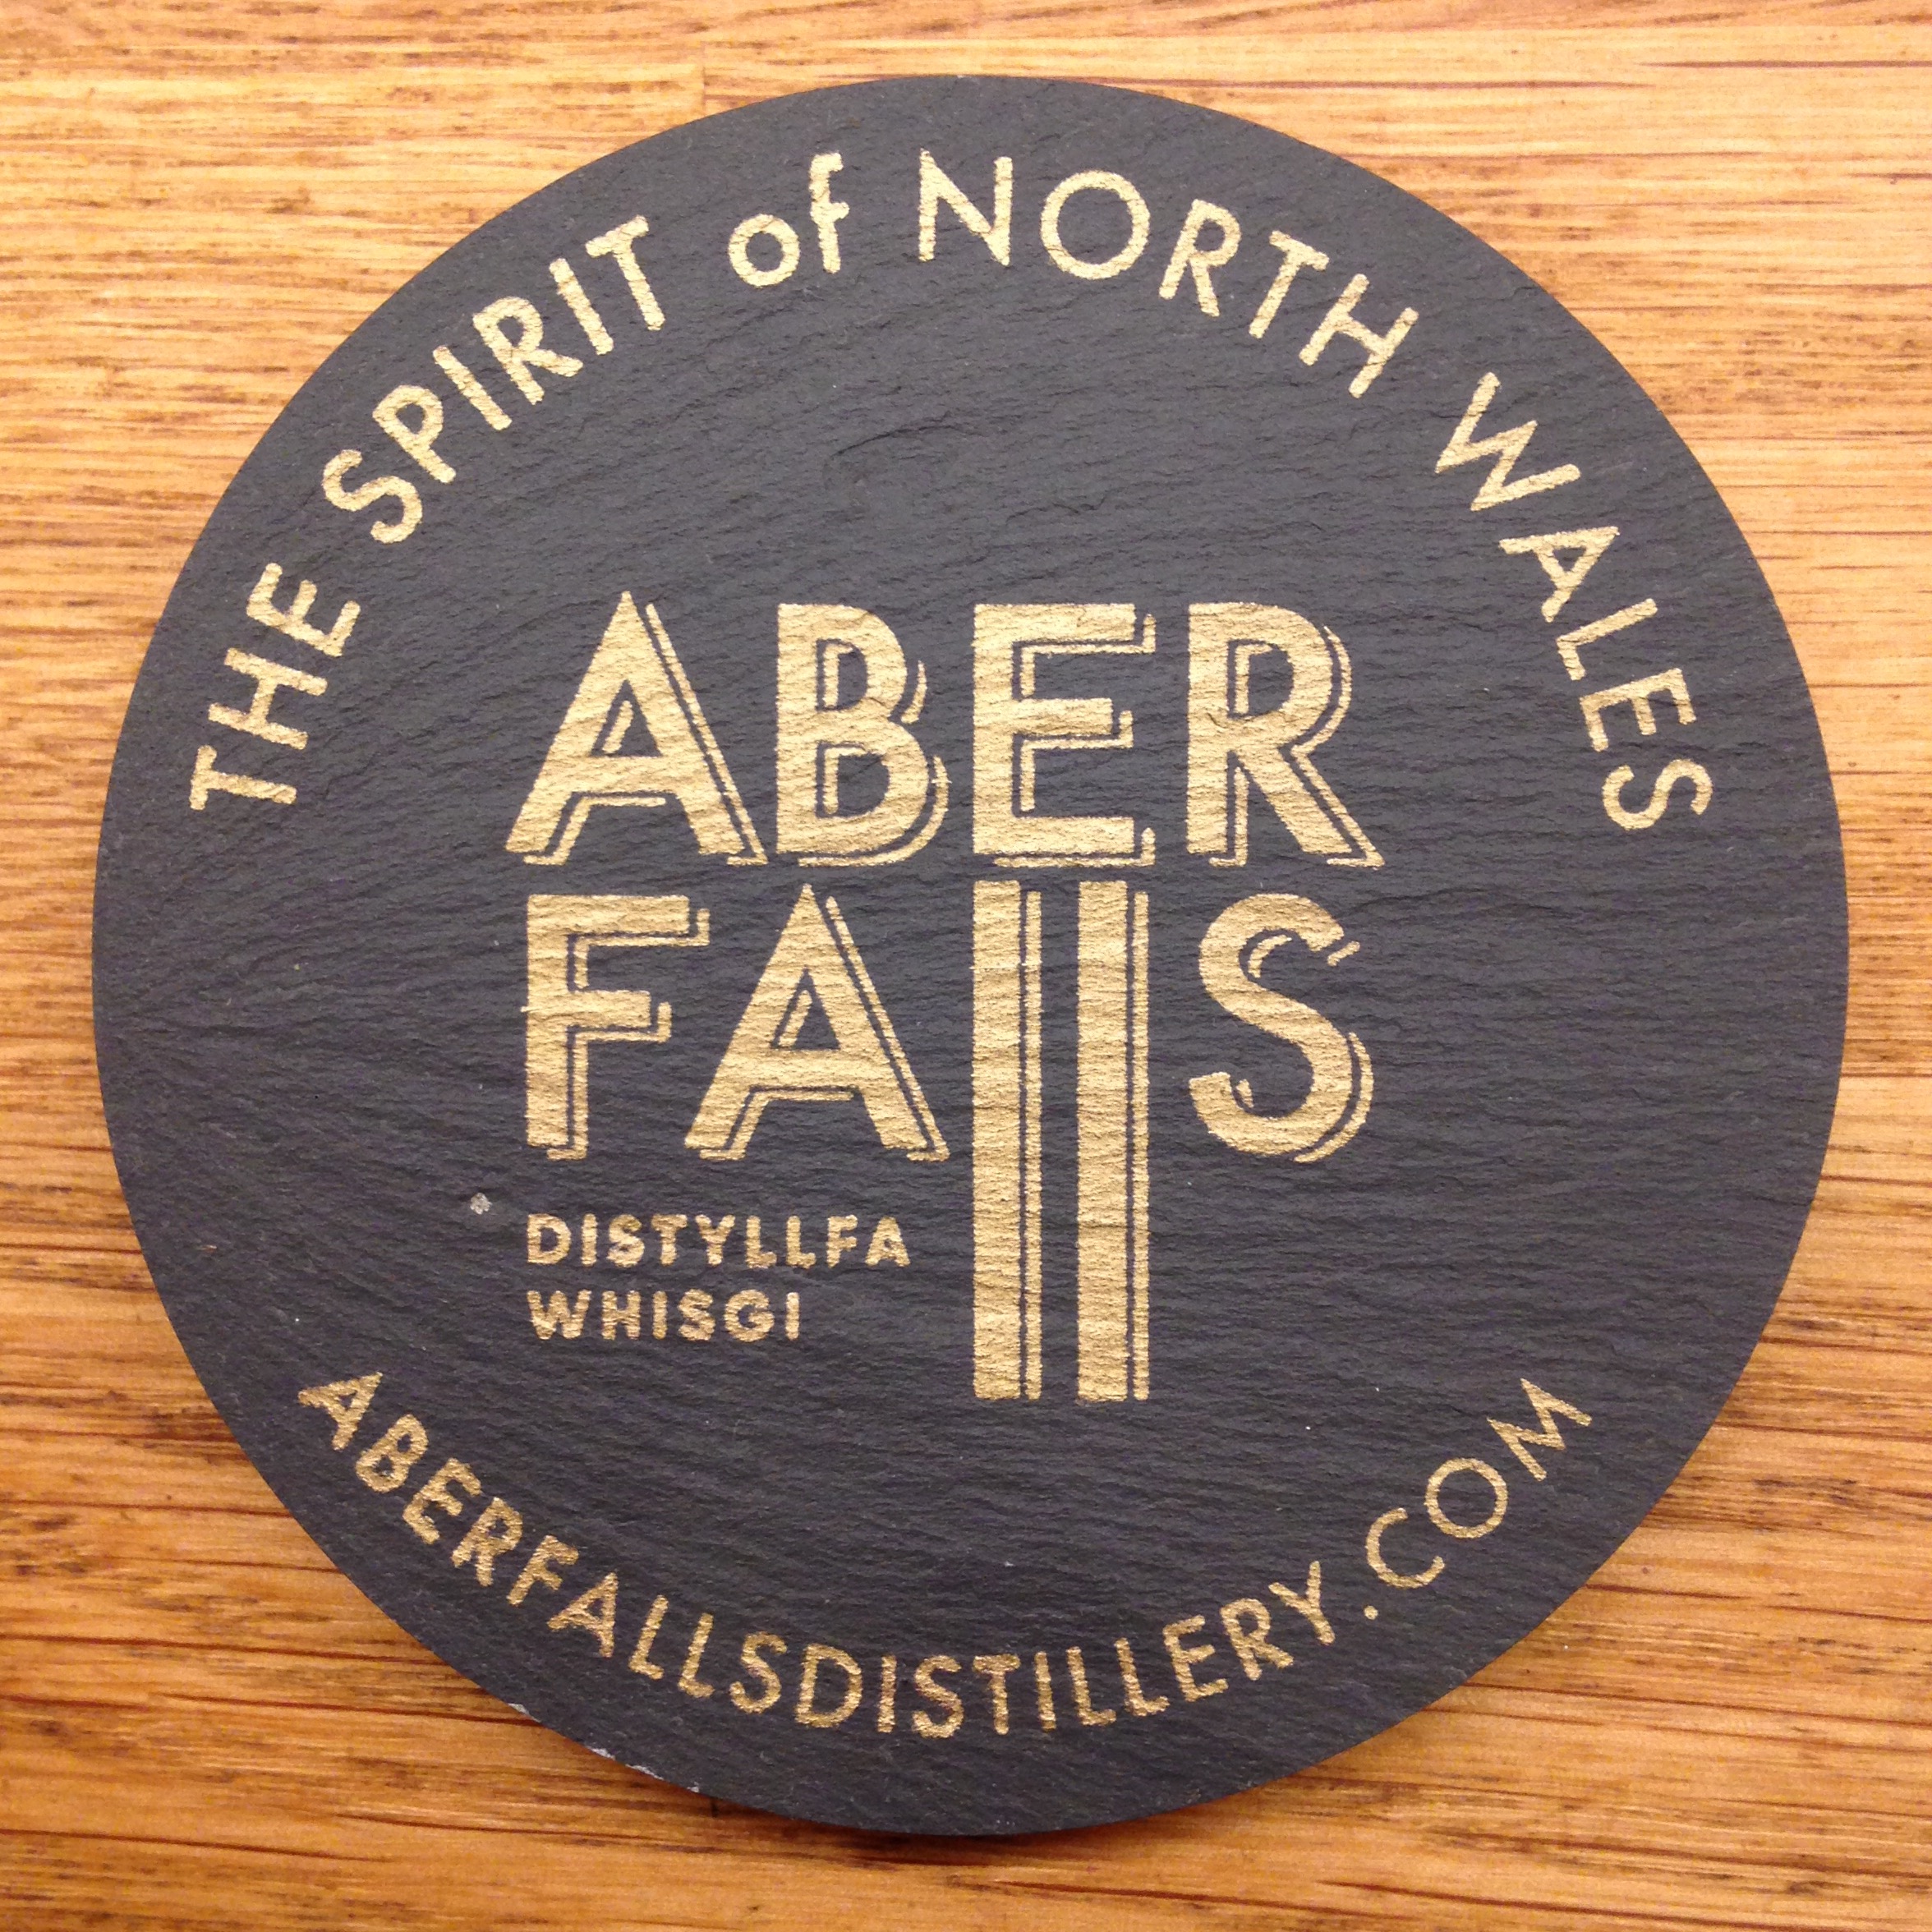 THE SPIRIT of NORTH WALES
ABER
FALLS
DISTYLLFA
WHISGI
ABERFALLSDISTILLERY.COM